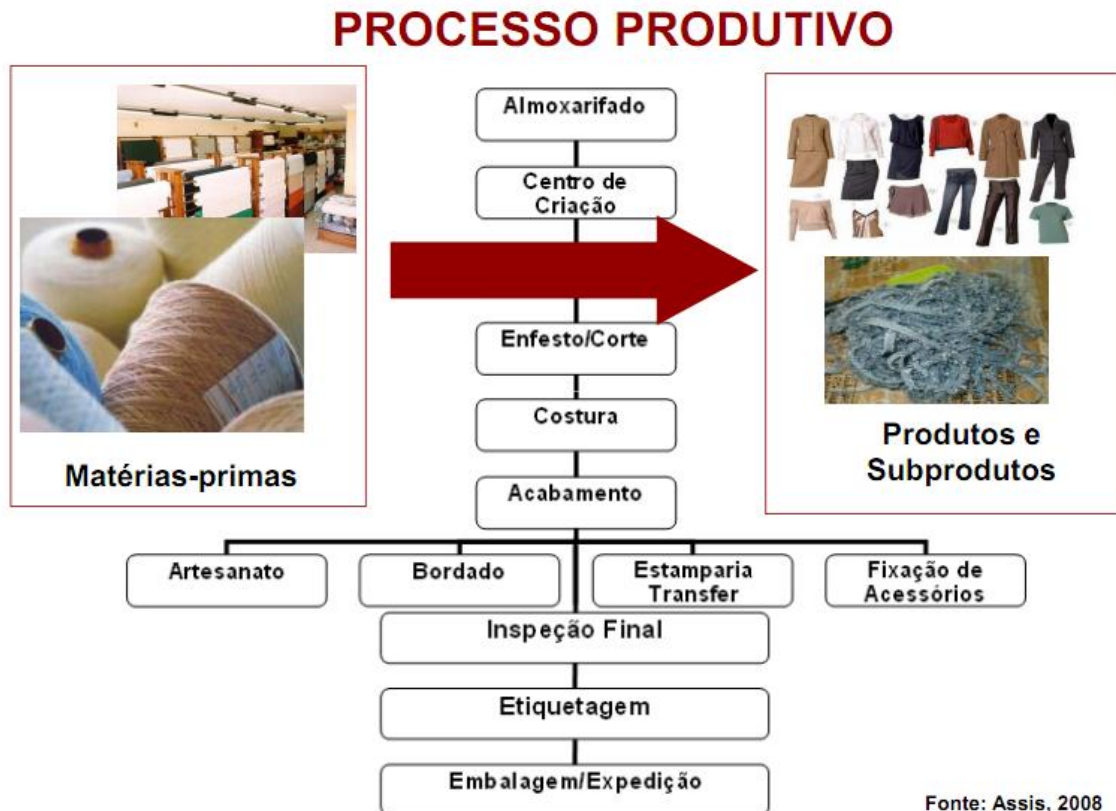 PROCESSO PRODUTIVO
Matérias-primas
Almoxarifado
Centro de
Criação
Enfesto/Corte
Costura
Acabamento
Artesanato
Bordado
Estamparia
Transfer
Fixação de
Acessórios
Inspeção Final
Etiquetagem
Embalagem/Expedição
Produtos e
Subprodutos
Fonte: Assis, 2008